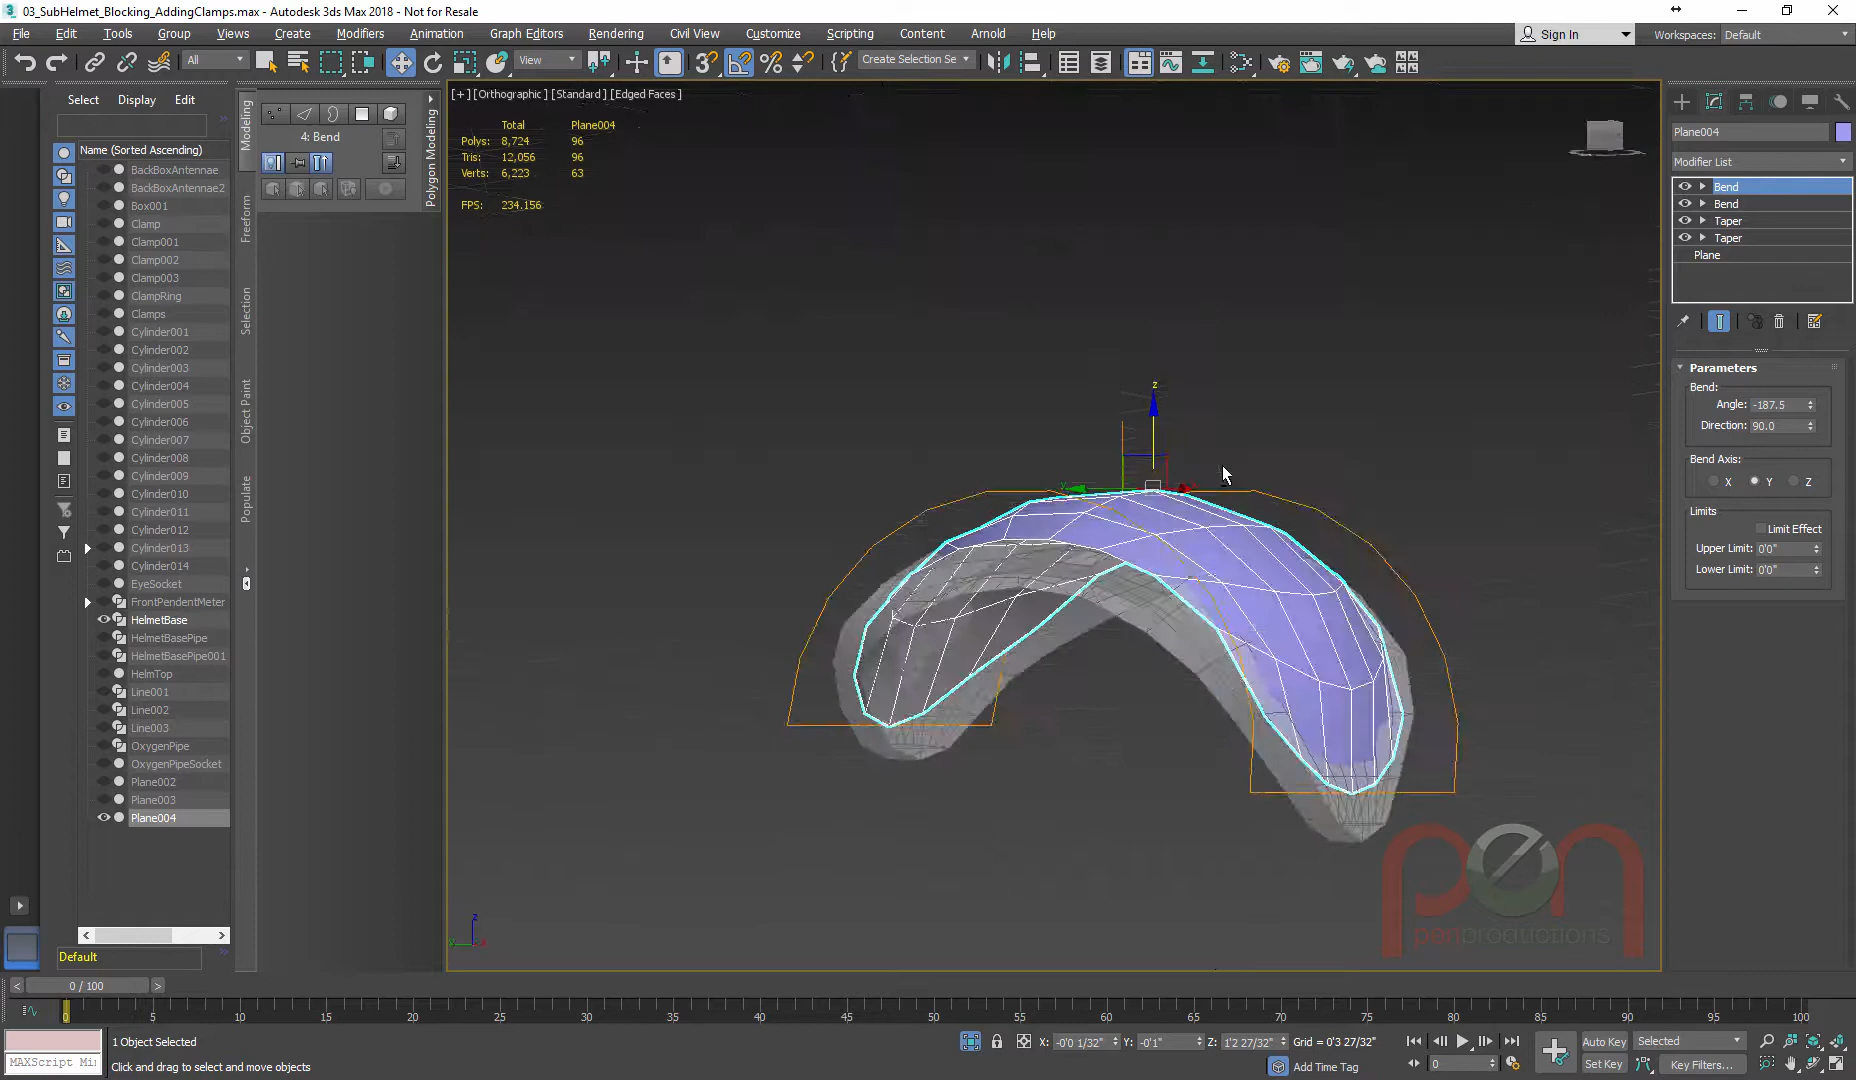 03_SubHelmet_Blocking_AddingClamps.max - Autodesk 3ds Max 2018 - Not for Resale
File Edit Tools Group Views Create Modifiers Animation Graph Editors Rendering Civil View Customize Scripting Content Arnold Help
Sign In
Workspaces: Default
All
View
Create Selection Se
Select Display Edit
Name (Sorted Ascending)
BackBoxAntennae
BackBoxAntennae2
Box001
Clamp
Clamp001
Clamp002
Clamp003
ClampRing
Clamps
Cylinder001
Cylinder002
Cylinder003
Cylinder004
Cylinder005
Cylinder006
Cylinder007
Cylinder008
Cylinder009
Cylinder010
Cylinder011
Cylinder012
Cylinder013
Cylinder014
EyeSocket
FrontPendentMeter
HelmetBase
HelmetBasePipe
HelmetBasePipe001
HelmTop
Line001
Line002
Line003
OxygenPipe
OxygenPipeSocket
Plane002
Plane003
Plane004
Default
Modeling
Freeform
Selection
Object Paint
Populate
4: Bend
Polygon Modeling
[+] [Orthographic] [Standard] [Edged Faces]
Total Plane004
Polys: 8,724 96
Tris: 12,056 96
Verts: 6,223 63
FPS: 234.156
z
y
z
y
pen
penproductions
Plane004
Modifier List
Bend
Bend
Taper
Taper
Plane
Parameters
Bend:
Angle: -187.5
Direction: 90.0
Bend Axis:
X Y Z
Limits
Limit Effect
Upper Limit: 0'0"
Lower Limit: 0'0"
0 / 100
0 5 10 15 20 25 30 35 40 45 50 55 60 65 70 75 80 85 90 95 100
1 Object Selected
X: -0'0 1/32" Y: -0'1" Z: 1'2 27/32" Grid = 0'3 27/32"
Auto Key Selected
MAXScript Mi
Click and drag to select and move objects
Add Time Tag
0
Set Key Key Filters...